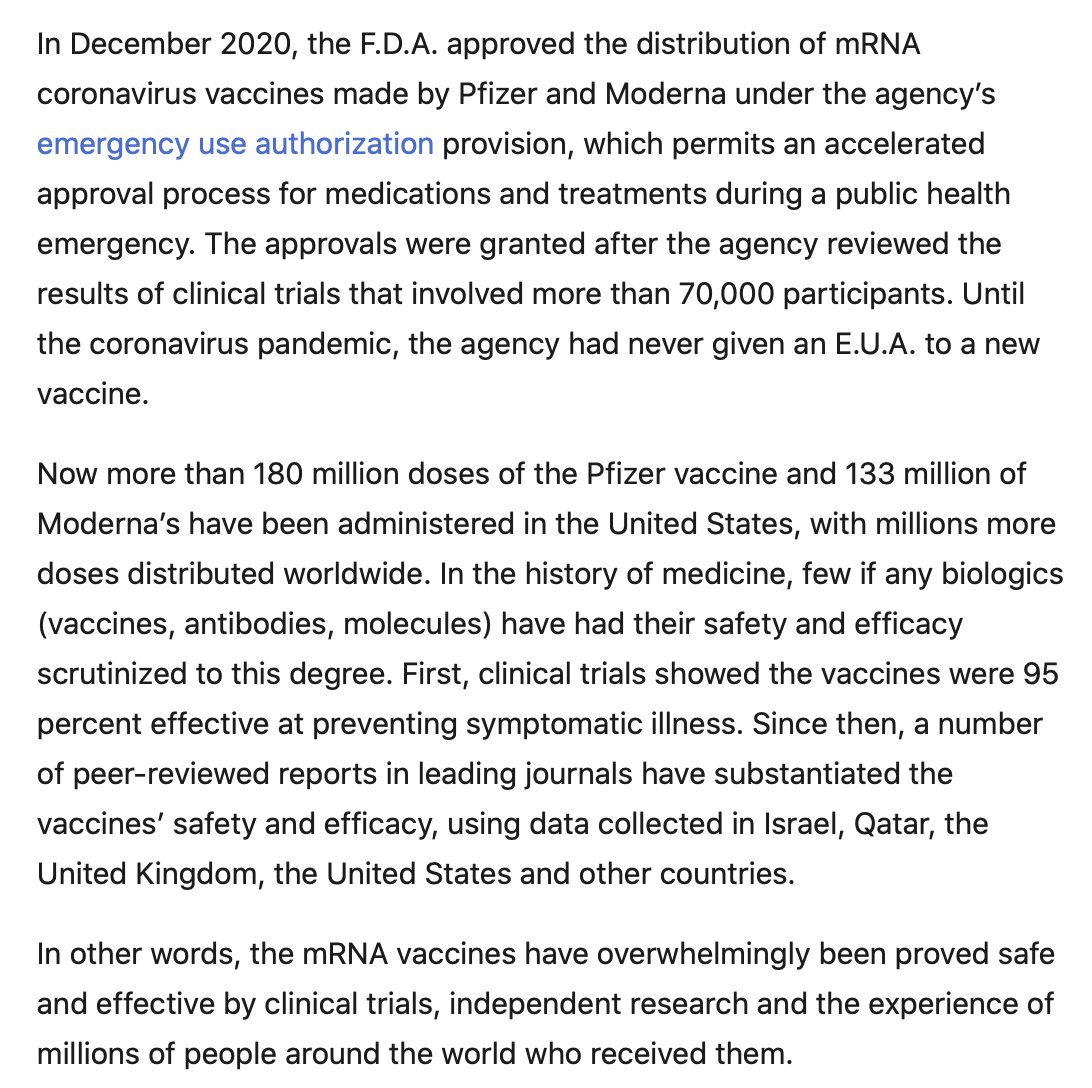 In December 2020, the F.D.A. approved the distribution of mRNA
coronavirus vaccines made by Pfizer and Moderna under the agency’s
emergency use authorization provision, which permits an accelerated
approval process for medications and treatments during a public health
emergency. The approvals were granted after the agency reviewed the
results of clinical trials that involved more than 70,000 participants. Until
the coronavirus pandemic, the agency had never given an E.U.A. to a new
vaccine.
Now more than 180 million doses of the Pfizer vaccine and 133 million of
Moderna’s have been administered in the United States, with millions more
doses distributed worldwide. In the history of medicine, few if any biologics
(vaccines, antibodies, molecules) have had their safety and efficacy
scrutinized to this degree. First, clinical trials showed the vaccines were 95
percent effective at preventing symptomatic illness. Since then, a number
of peer-reviewed reports in leading journals have substantiated the
vaccines’ safety and efficacy, using data collected in Israel, Qatar, the
United Kingdom, the United States and other countries.
In other words, the mRNA vaccines have overwhelmingly been proved safe
and effective by clinical trials, independent research and the experience of
millions of people around the world who received them.